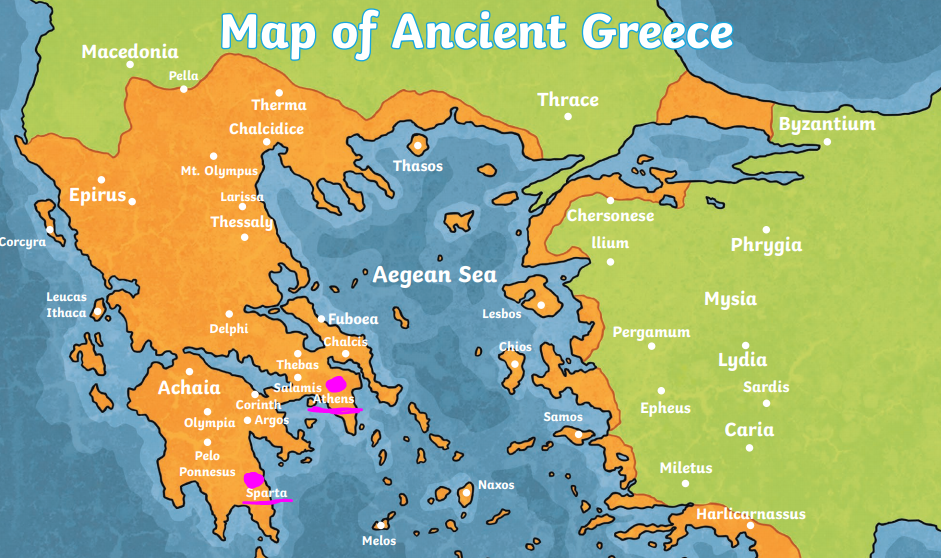 Map of Ancient Greece
Macedonia
Pella
Therma
Thrace
Chalcidice
Byzantium
Thasos
Mt. Olympus
Epirus
Larissa
Thessaly
Chersonese
Corcyra
Ilium
Phrygia
Aegean Sea
Leucas
Ithaca
Mysia
Lesbos
Delphi
Fuboea
Pergamum
Chalcis
Chios
Thebas
Lydia
Achaia
Salamis
Athens
Sardis
Corinth
Epheus
Olympia
Argos
Samos
Caria
Pelo
Ponnesus
Miletus
Sparta
Naxos
Harlicarnassus
Melos